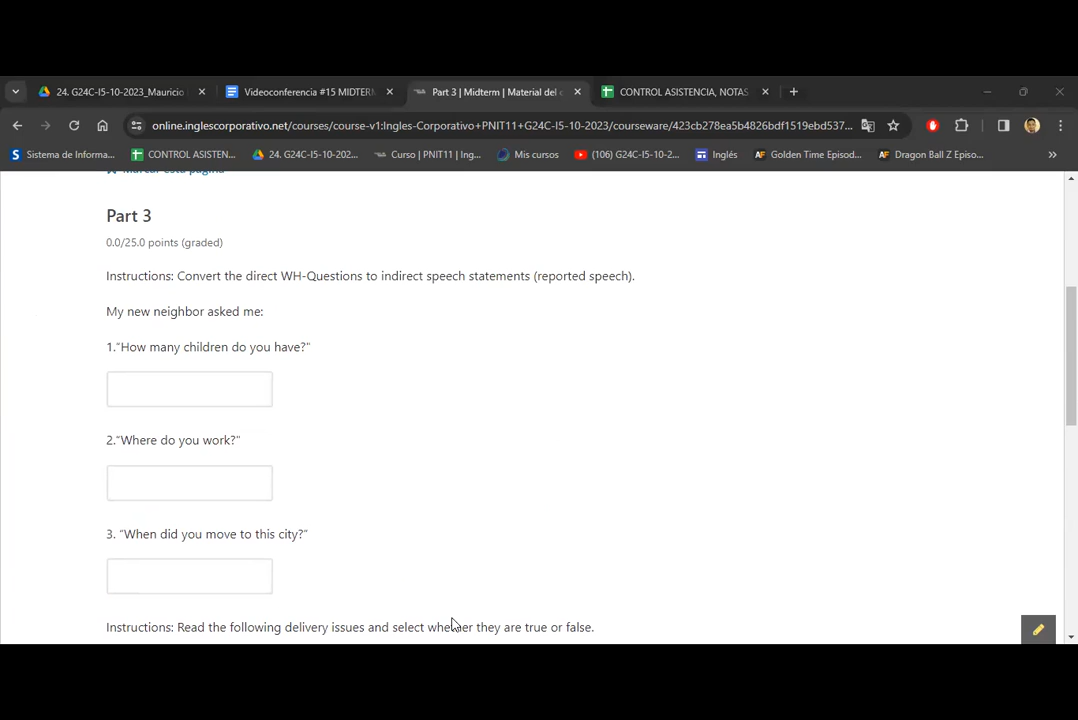 24. G24C-I5-10-2023_Mauricio
Videoconferencia #15 MIDTERM
Part 3 | Midterm | Material del c
CONTROL ASISTENCIA, NOTAS
online.inglescorporativo.net/courses/course-v1:Ingles-Corporativo+PNIT11+G24C-I5-10-2023/courseware/423cb278ea5b4826bdf1519ebd537...
Sistema de Informa...
CONTROL ASISTEN...
24. G24C-I5-10-202...
Curso | PNIT11 | Ing...
Mis cursos
(106) G24C-I5-10-2...
Inglés
Golden Time Episod...
Dragon Ball Z Episo...
Marcar esta página
Part 3
0.0/25.0 points (graded)
Instructions: Convert the direct WH-Questions to indirect speech statements (reported speech).
My new neighbor asked me:
1.“How many children do you have?”
2.“Where do you work?”
3. “When did you move to this city?”
Instructions: Read the following delivery issues and select whether they are true or false.